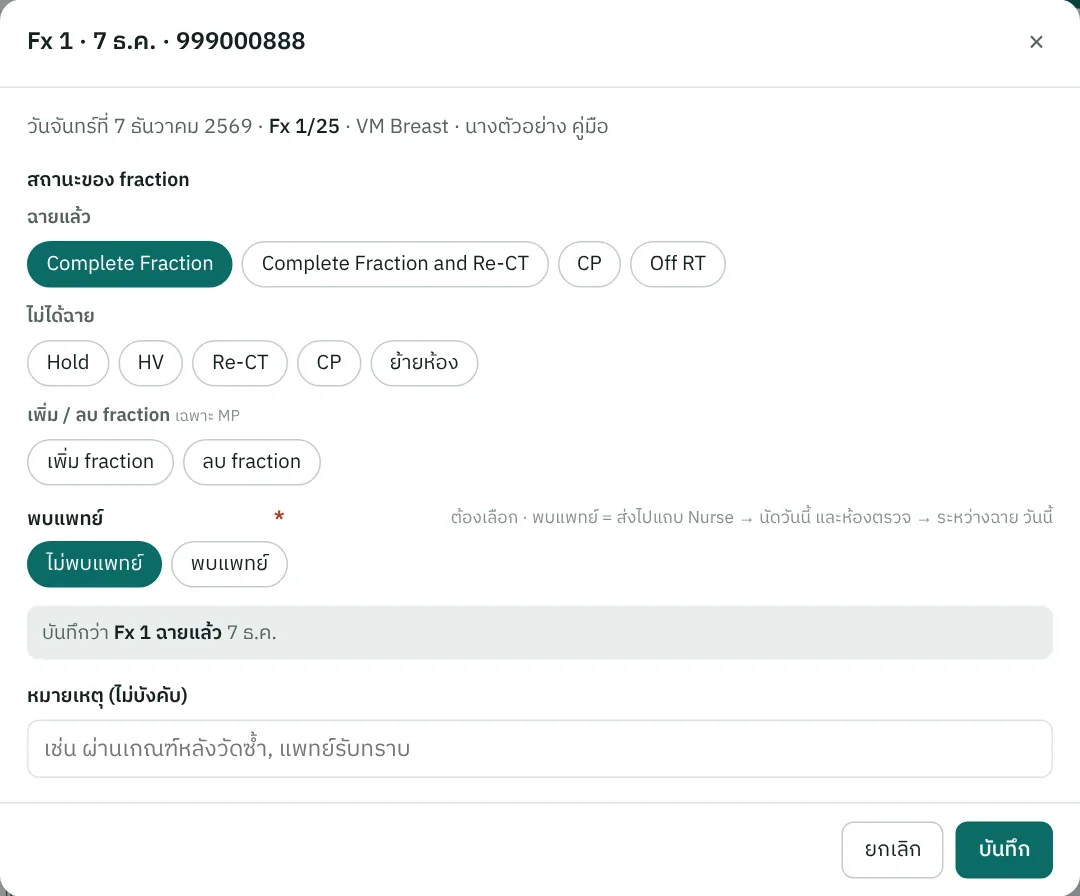 Fx 1 · 7 ธ.ค. · 999000888 ×
วันจันทร์ที่ 7 ธันวาคม 2569 · Fx 1/25 · VM Breast · นางตัวอย่าง คู่มือ
สถานะของ fraction
ฉายแล้ว
Complete Fraction Complete Fraction and Re-CT CP Off RT
ไม่ได้ฉาย
Hold HV Re-CT CP ย้ายห้อง
เพิ่ม / ลบ fraction เฉพาะ MP
เพิ่ม fraction ลบ fraction
พบแพทย์ * ต้องเลือก · พบแพทย์ = ส่งไปแถบ Nurse → นัดวันนี้ และห้องตรวจ → ระหว่างฉาย วันนี้
ไม่พบแพทย์ พบแพทย์
บันทึกว่า Fx 1 ฉายแล้ว 7 ธ.ค.
หมายเหตุ (ไม่บังคับ)
เช่น ผ่านเกณฑ์หลังวัดซ้ำ, แพทย์รับทราบ
ยกเลิก บันทึก